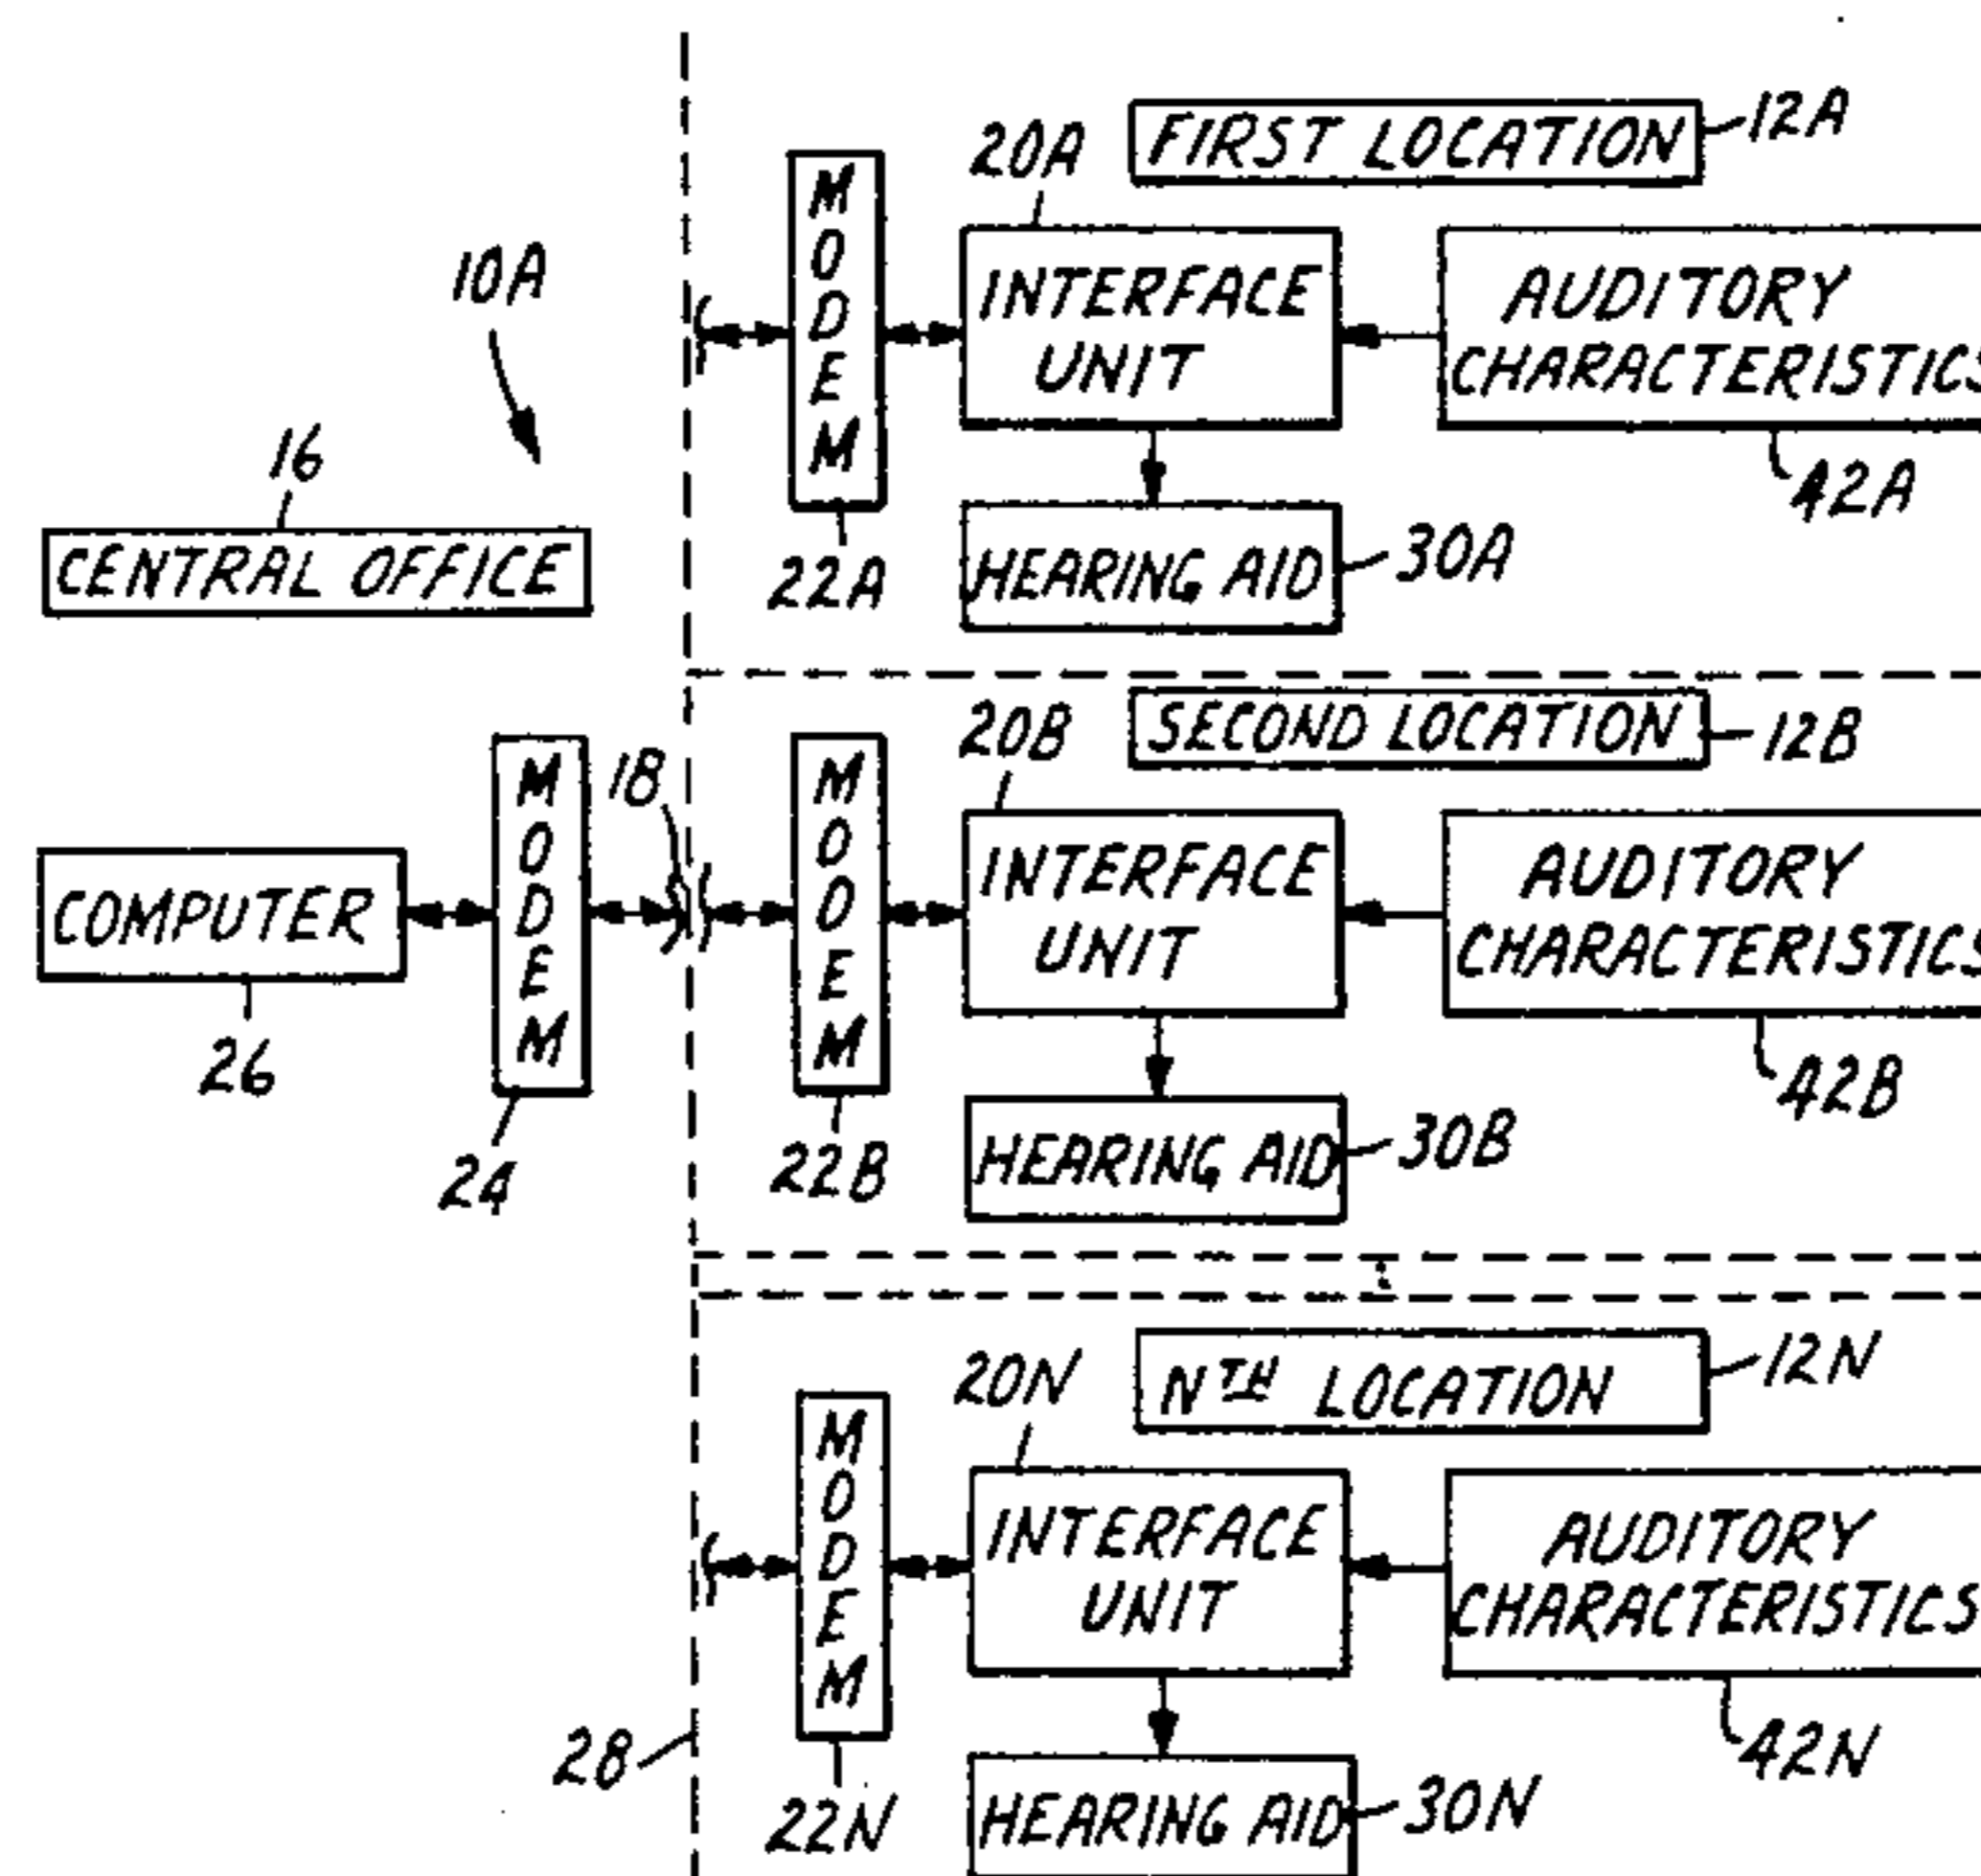 10A
16
CENTRAL OFFICE
COMPUTER
26
MODEM
24
18
28
FIRST LOCATION
12A
20A
MODEM
22A
INTERFACE
UNIT
AUDITORY
CHARACTERISTICS
42A
HEARING AID
30A
SECOND LOCATION
12B
20B
MODEM
22B
INTERFACE
UNIT
AUDITORY
CHARACTERISTICS
42B
HEARING AID
30B
NTH LOCATION
12N
20N
MODEM
22N
INTERFACE
UNIT
AUDITORY
CHARACTERISTICS
42N
HEARING AID
30N